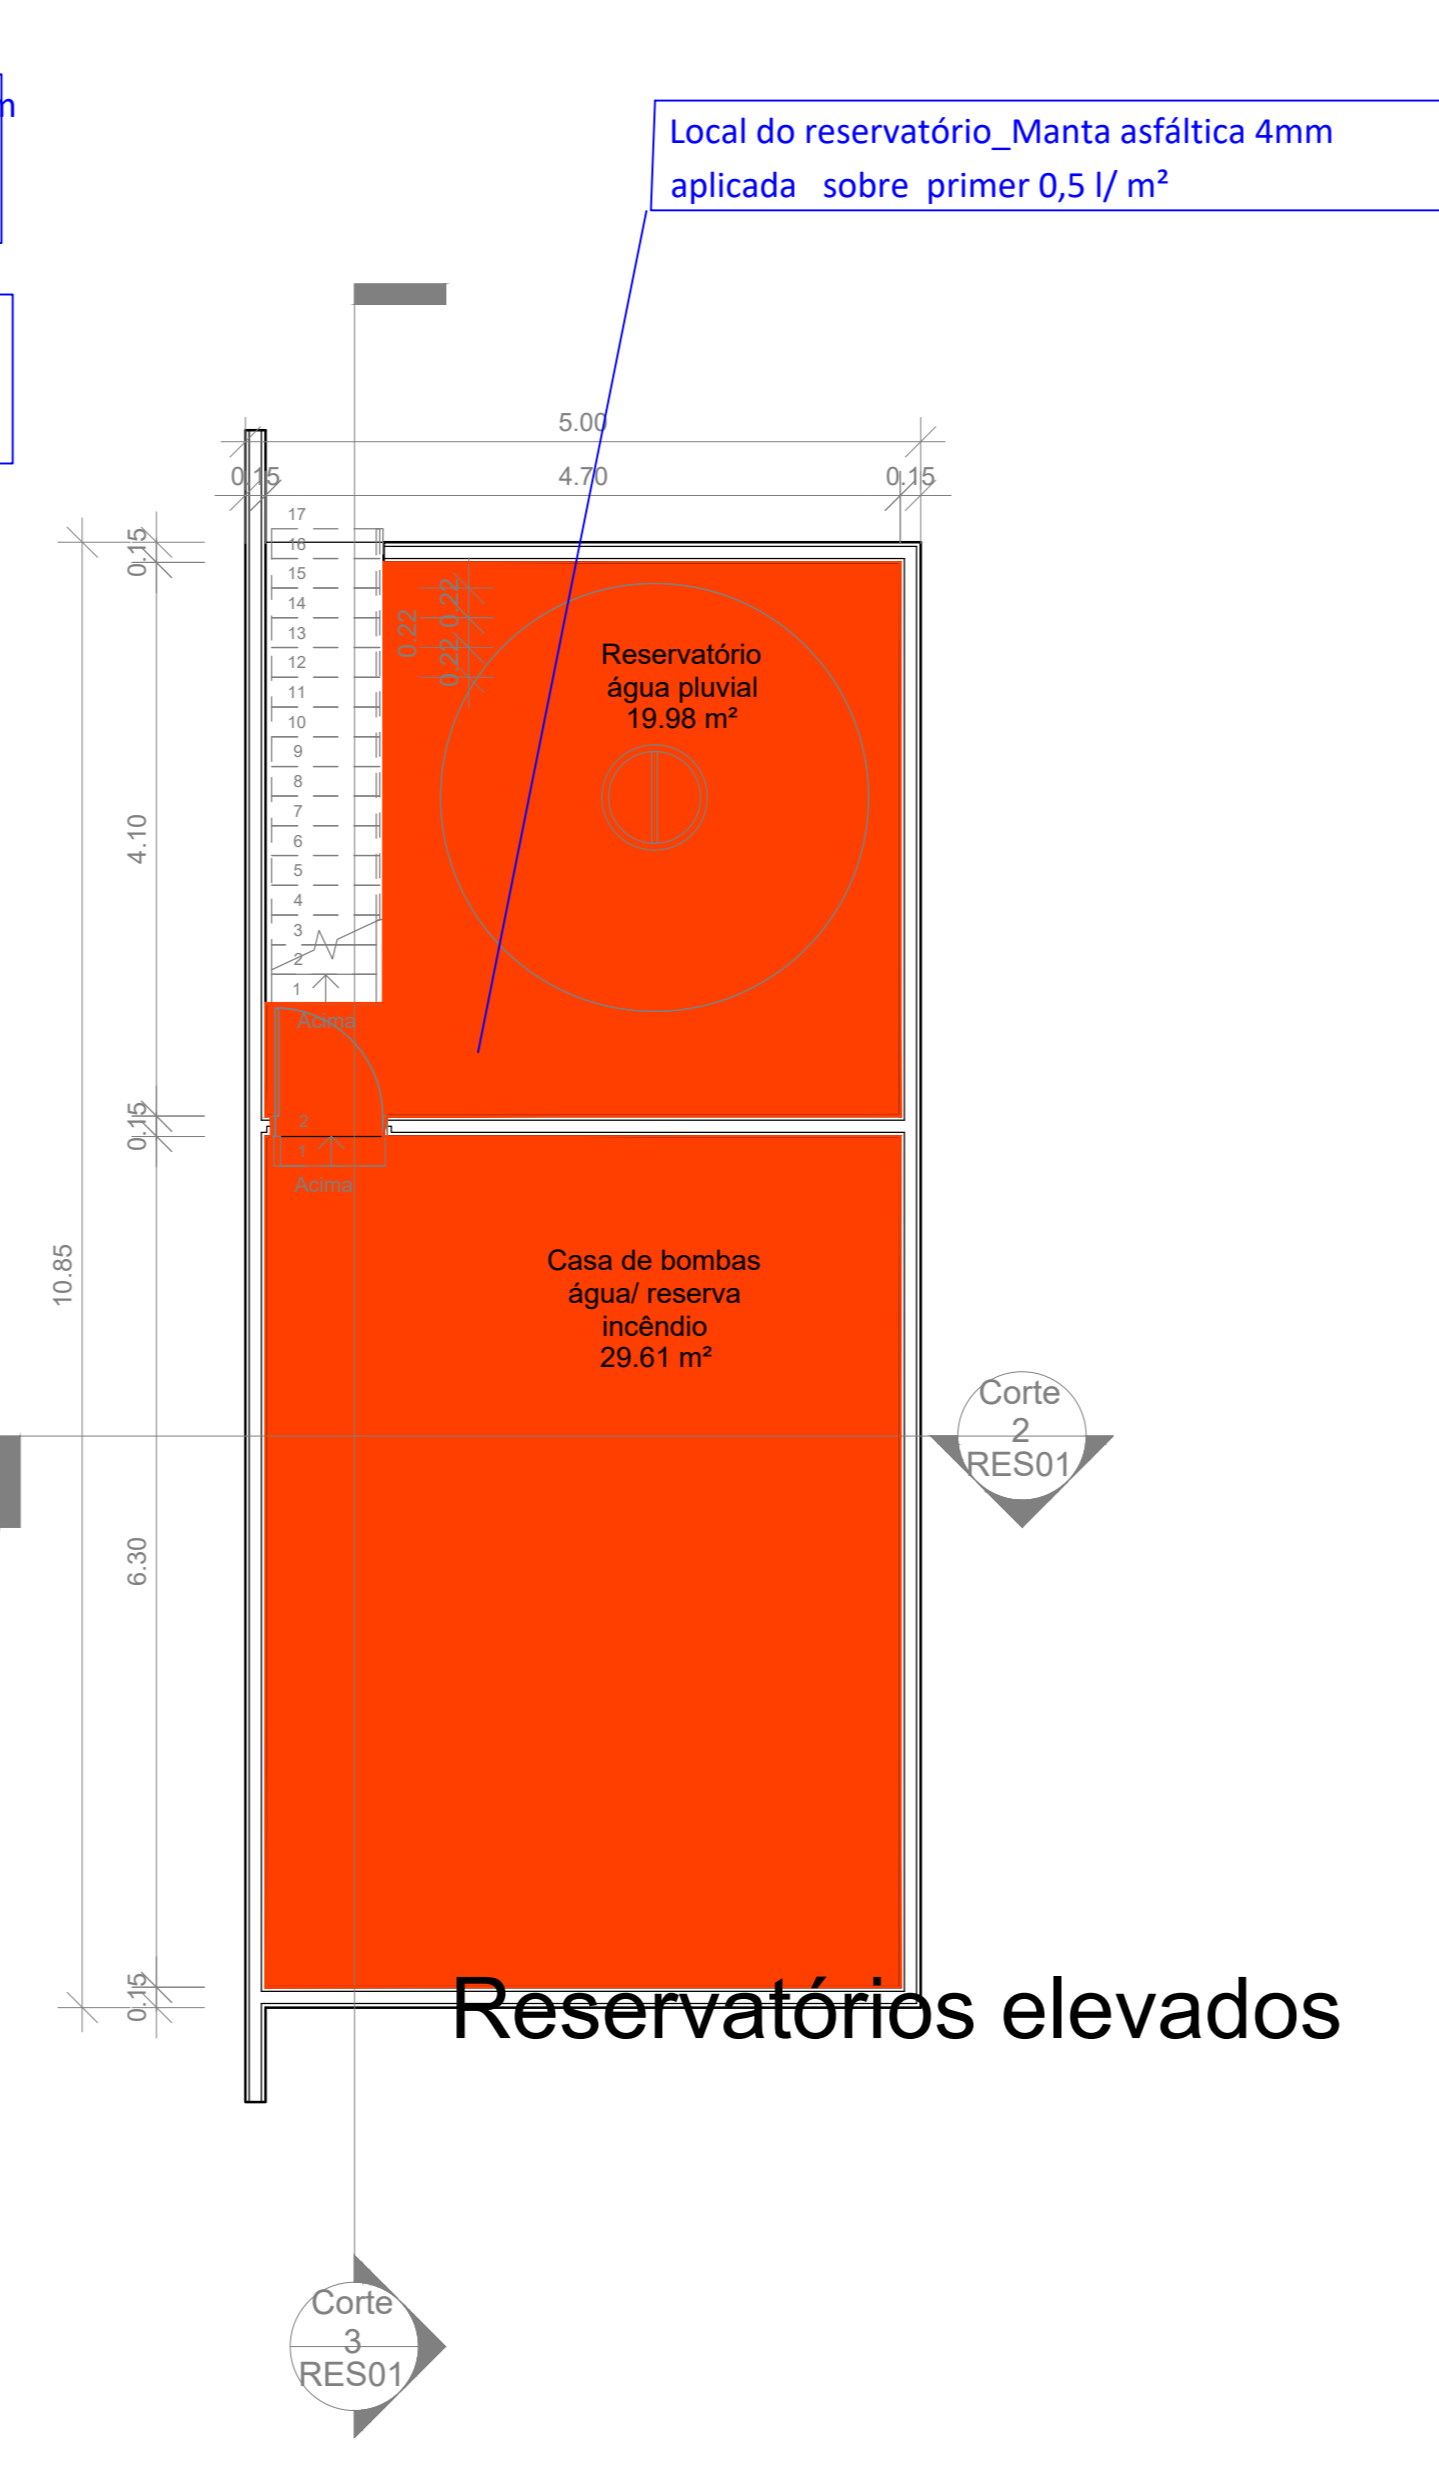 m
Local do reservatório_Manta asfáltica 4mm
aplicada sobre primer 0,5 l/ m²
5.00
0.15
4.70
0.15
17
16
15
14
13
12
11
10
9
8
7
6
5
4
3
2
1
Acima
0.15
4.10
0.15
10.85
6.30
0.15
0.22
0.22
0.22
0.22
Reservatório
água pluvial
19.98 m²
2
1
Acima
Casa de bombas
água/ reserva
incêndio
29.61 m²
Corte
2
RES01
Reservatórios elevados
Corte
3
RES01